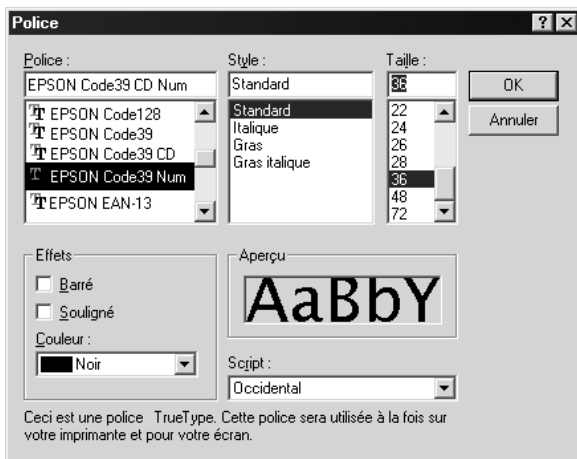 Police
Police : Style : Taille :
EPSON Code39 CD Num Standard 36 OK
EPSON Code128 Standard 22 Annuler
EPSON Code39 Italique 24
EPSON Code39 CD Gras 26
EPSON Code39 Num Gras italique 28
EPSON EAN-13 36
48
72
Effets Aperçu
Barré
Souligné
AaBbY
Couleur :
Noir
Script :
Occidental
Ceci est une police TrueType. Cette police sera utilisée à la fois sur
votre imprimante et pour votre écran.